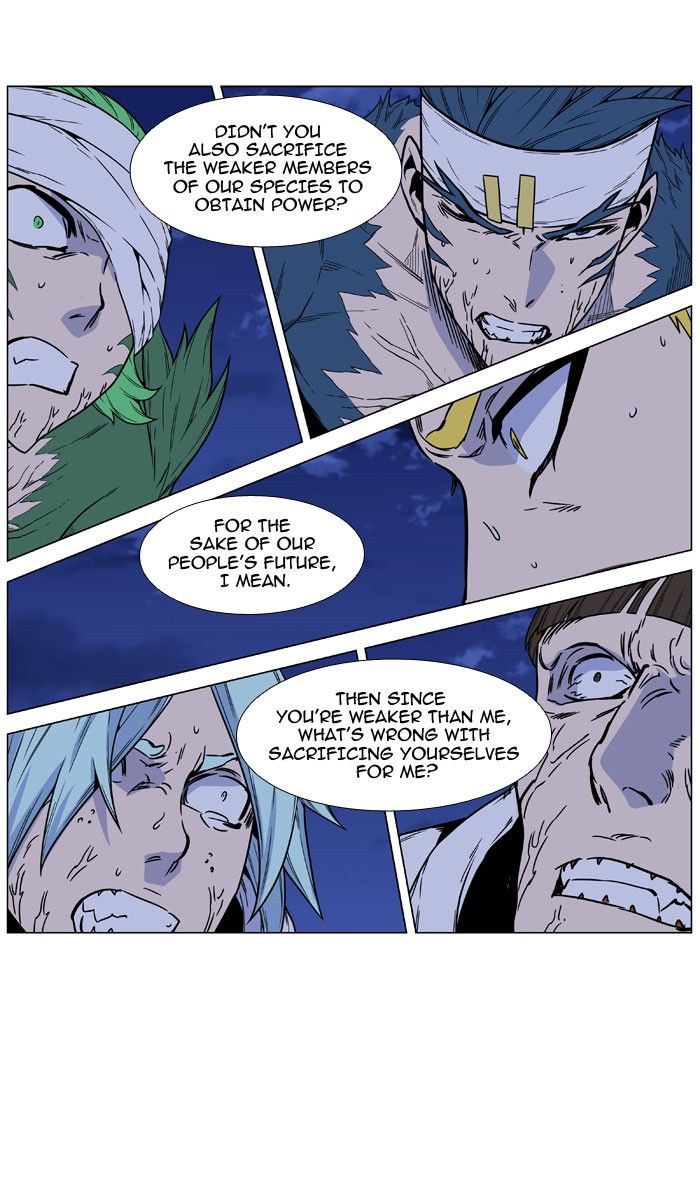 DIDN'T YOU
ALSO SACRIFICE
THE WEAKER MEMBERS
OF OUR SPECIES TO
OBTAIN POWER?
FOR THE
SAKE OF OUR
PEOPLE'S FUTURE,
I MEAN.
THEN SINCE
YOU'RE WEAKER THAN ME,
WHAT'S WRONG WITH
SACRIFICING YOURSELVES
FOR ME?